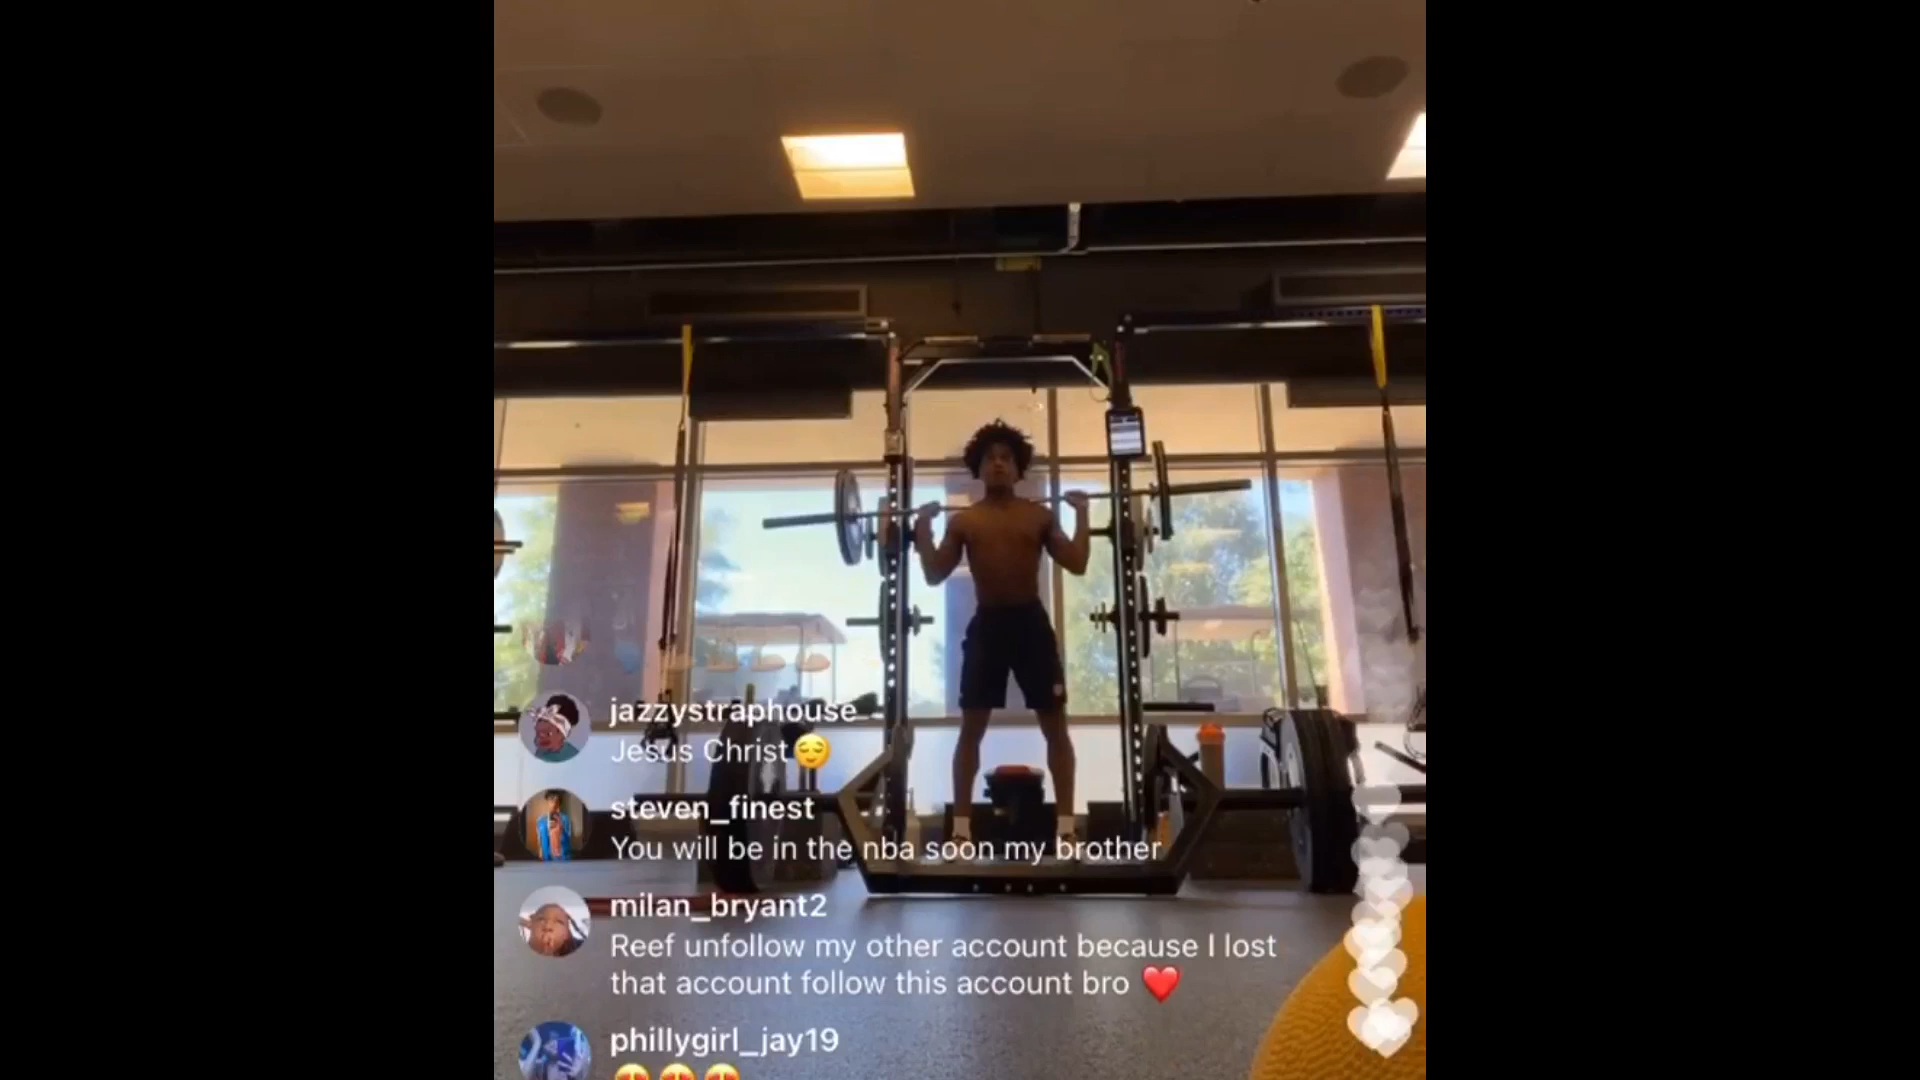 jazzystraphouse
Jesus Christ😌
steven_finest
You will be in the nba soon my brother
milan_bryant2
Reef unfollow my other account because I lost
that account follow this account bro ❤️
phillygirl_jay19
😍😍😍